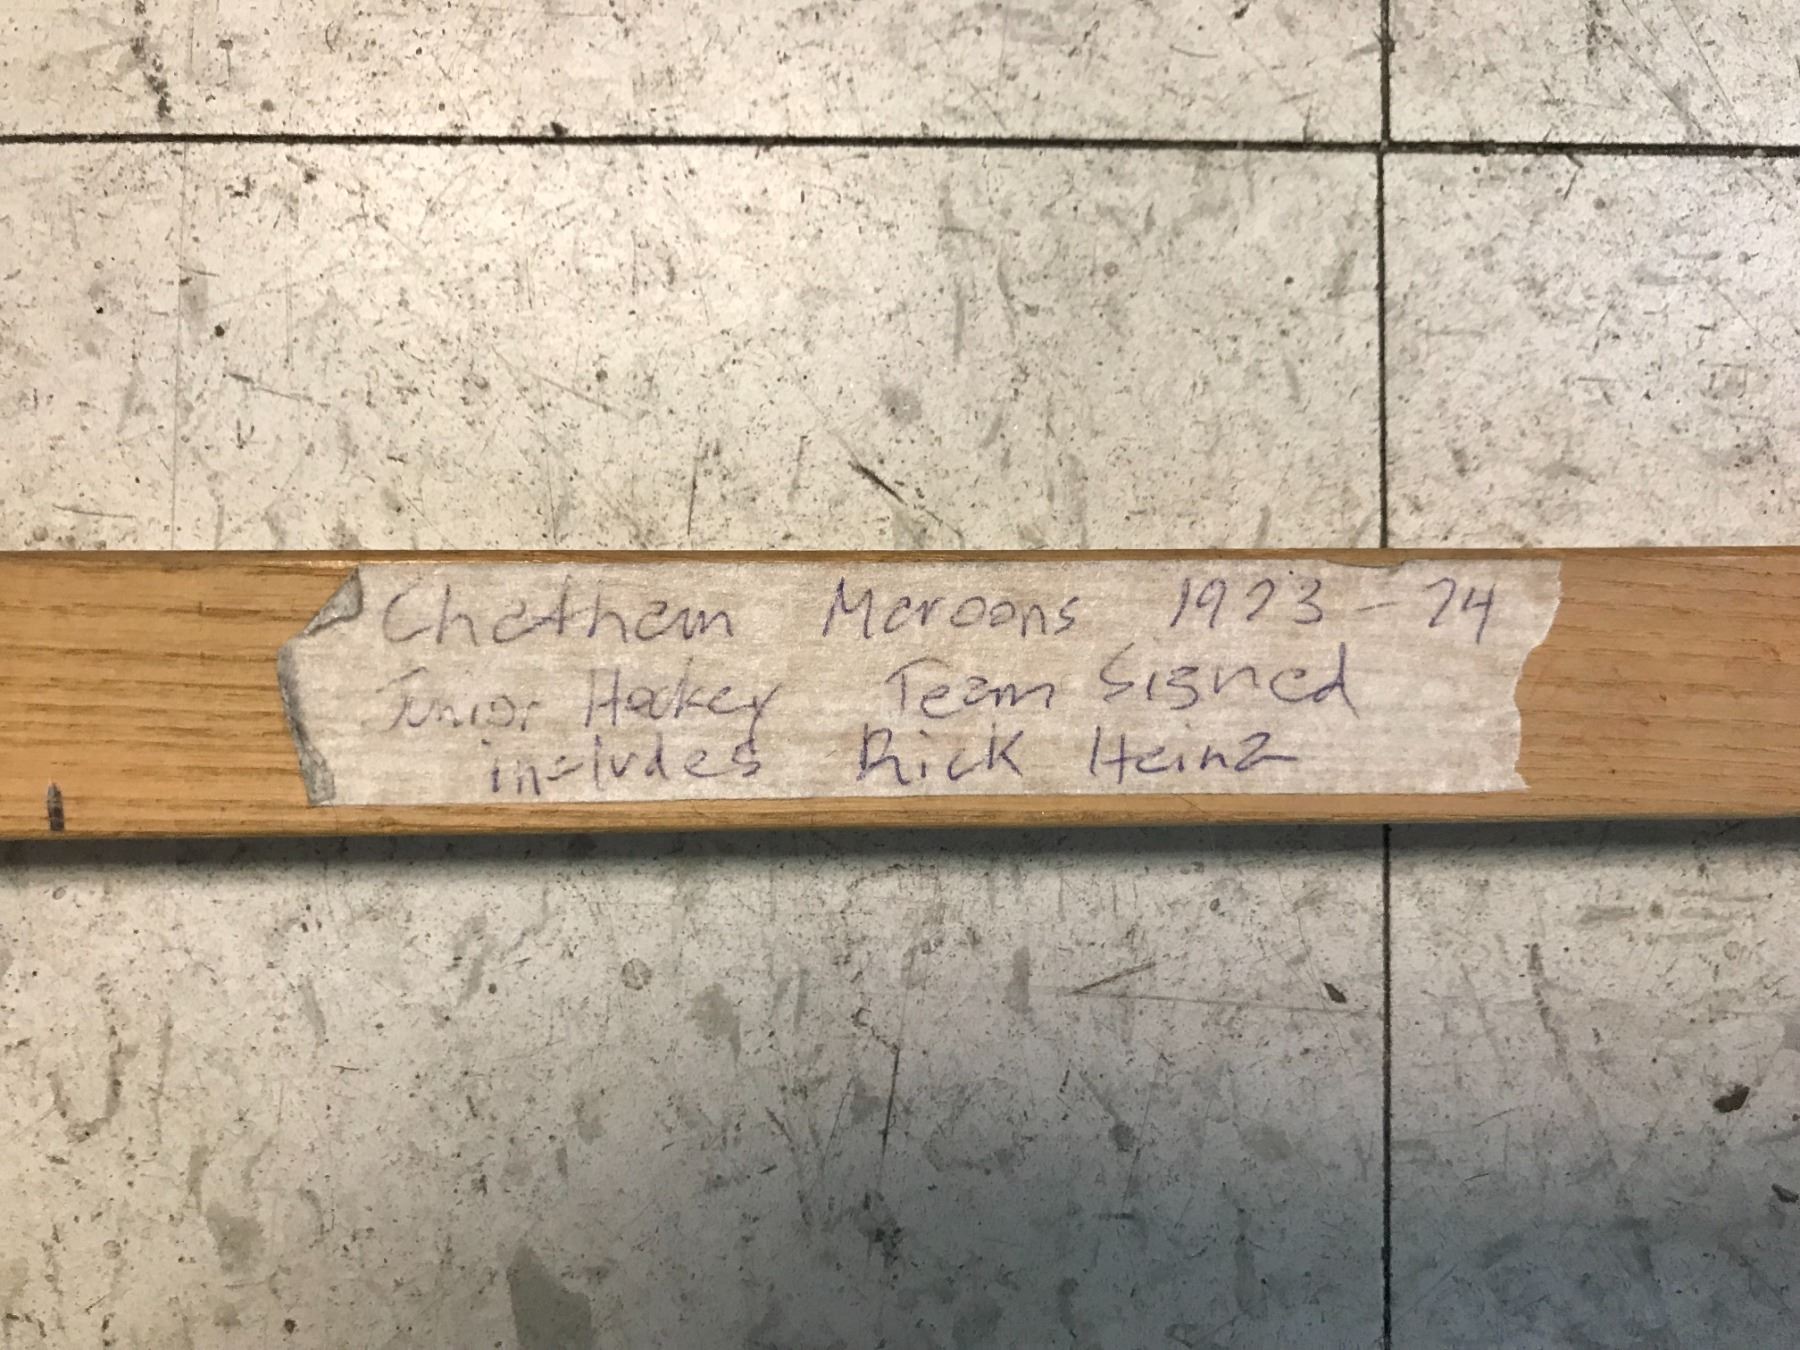 Chatham Maroons 1973-74
Junior Hockey Team Signed
includes Rick Heinz